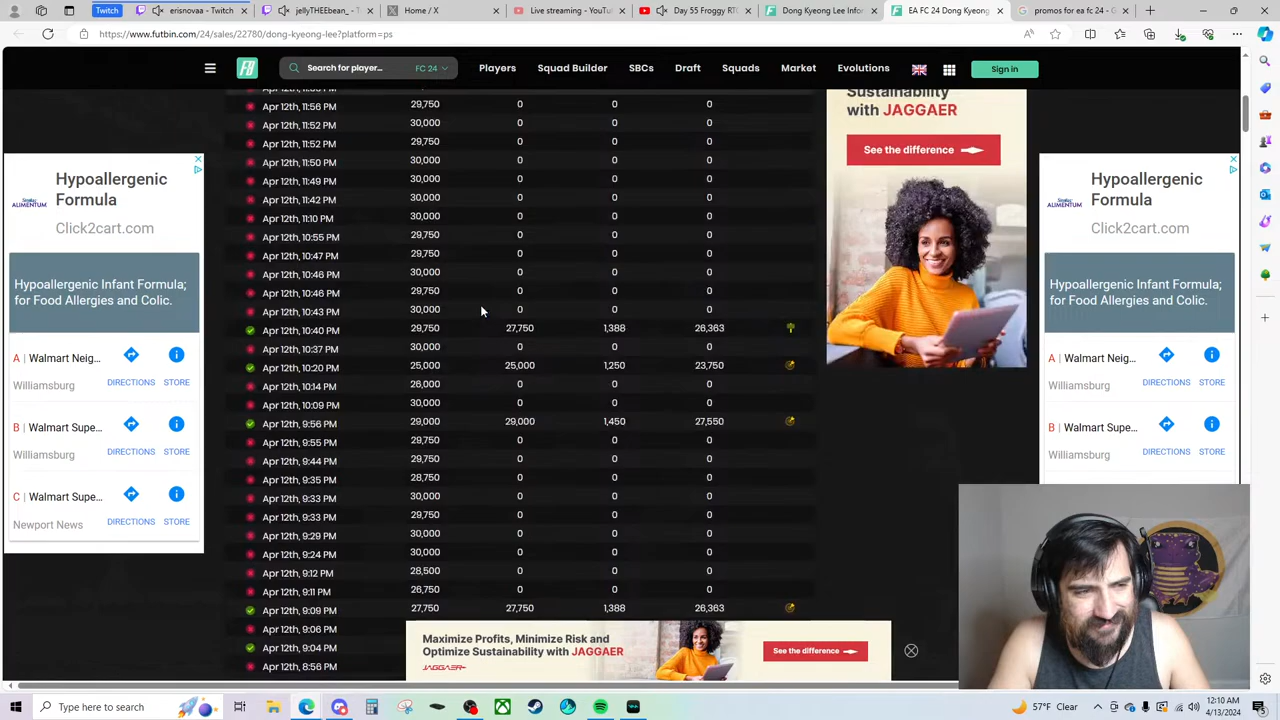 Twitch
erisnovaa - Twit
jellyTHEEbean_ - T
Home / X
Live streaming - YouTu
Day 55 Froggy RTG
Dong Kyeong Lee Infor
EA FC 24 Dong Kyeong
promos for ea fc 24 - G
https://www.futbin.com/24/sales/22780/dong-kyeong-lee?platform=ps
Search for player...
FC 24
Players
Squad Builder
SBCs
Draft
Squads
Market
Evolutions
Sign in
Apr 12th, 11:56 PM 29,750 0 0 0
Apr 12th, 11:52 PM 30,000 0 0 0
Apr 12th, 11:52 PM 29,750 0 0 0
Apr 12th, 11:50 PM 30,000 0 0 0
Apr 12th, 11:49 PM 30,000 0 0 0
Apr 12th, 11:42 PM 30,000 0 0 0
Apr 12th, 11:10 PM 30,000 0 0 0
Apr 12th, 10:55 PM 29,750 0 0 0
Apr 12th, 10:47 PM 29,750 0 0 0
Apr 12th, 10:46 PM 30,000 0 0 0
Apr 12th, 10:46 PM 29,750 0 0 0
Apr 12th, 10:43 PM 30,000 0 0 0
Apr 12th, 10:40 PM 29,750 27,750 1,388 26,363
Apr 12th, 10:37 PM 30,000 0 0 0
Apr 12th, 10:20 PM 25,000 25,000 1,250 23,750
Apr 12th, 10:14 PM 26,000 0 0 0
Apr 12th, 10:09 PM 30,000 0 0 0
Apr 12th, 9:56 PM 29,000 29,000 1,450 27,550
Apr 12th, 9:55 PM 29,750 0 0 0
Apr 12th, 9:44 PM 29,750 0 0 0
Apr 12th, 9:35 PM 28,750 0 0 0
Apr 12th, 9:33 PM 30,000 0 0 0
Apr 12th, 9:33 PM 29,750 0 0 0
Apr 12th, 9:29 PM 30,000 0 0 0
Apr 12th, 9:24 PM 30,000 0 0 0
Apr 12th, 9:12 PM 28,500 0 0 0
Apr 12th, 9:11 PM 26,750 0 0 0
Apr 12th, 9:09 PM 27,750 27,750 1,388 26,363
Apr 12th, 9:06 PM
Apr 12th, 9:04 PM
Apr 12th, 8:56 PM
Sustainability
with JAGGAER
See the difference
Similac
ALIMENTUM
Hypoallergenic
Formula
Click2cart.com
Hypoallergenic Infant Formula;
for Food Allergies and Colic.
A | Walmart Neig...
Williamsburg
DIRECTIONS STORE
B | Walmart Supe...
Williamsburg
DIRECTIONS STORE
C | Walmart Supe...
Newport News
DIRECTIONS STORE
Similac
ALIMENTUM
Hypoallergenic
Formula
Click2cart.com
Hypoallergenic Infant Formula;
for Food Allergies and Colic.
A | Walmart Neig...
Williamsburg
DIRECTIONS STORE
B | Walmart Supe...
Williamsburg
DIRECTIONS STORE
Maximize Profits, Minimize Risk and
Optimize Sustainability with JAGGAER
JAGGAER
See the difference
Type here to search
57°F Clear
12:10 AM
4/13/2024